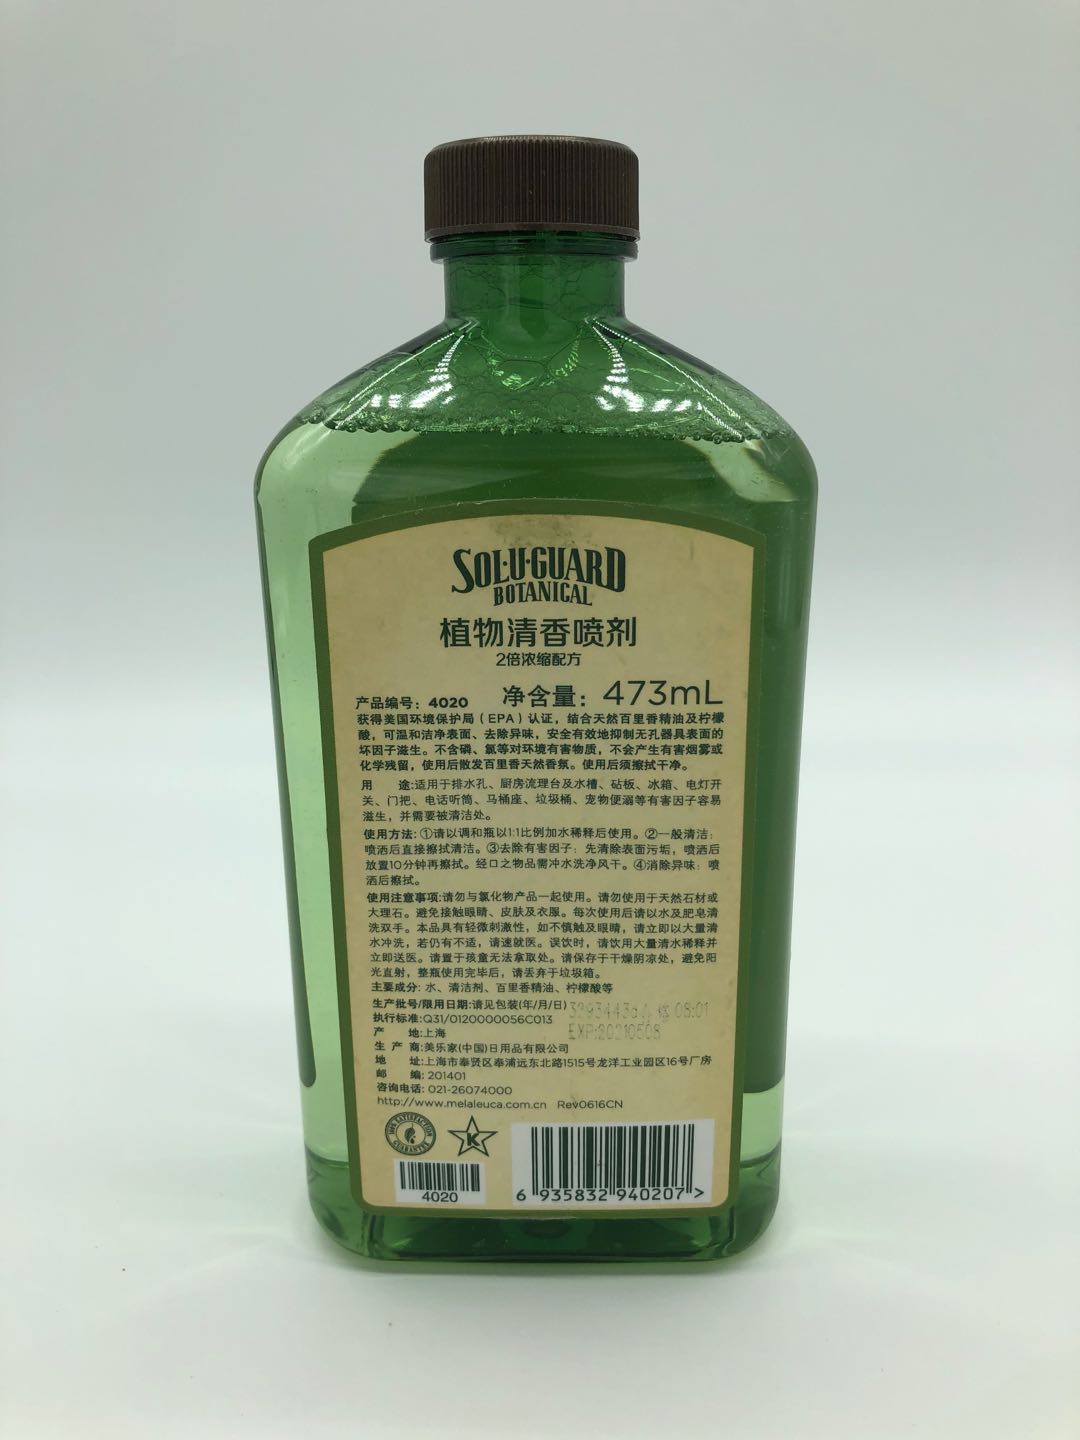 SOL·U·GUARD
BOTANICAL
植物清香喷剂
2倍浓缩配方
产品编号：4020 净含量：473mL
获得美国环境保护局（EPA）认证，结合天然百里香精油及柠檬
酸，可温和洁净表面、去除异味，安全有效地抑制无孔器具表面的
坏因子滋生。不含磷、氯等对环境有害物质，不会产生有害烟雾或
化学残留，使用后散发百里香天然香氛。使用后须擦拭干净。
用 途:适用于排水孔、厨房流理台及水槽、砧板、冰箱、电灯开
关、门把、电话听筒、马桶座、垃圾桶、宠物便溺等有害因子容易
滋生，并需要被清洁处。
使用方法:①请以调和瓶以1:1比例加水稀释后使用。②一般清洁:
喷洒后直接擦拭清洁。③去除有害因子: 先清除表面污垢，喷洒后
放置10分钟再擦拭。经口之物品需冲水洗净风干。④消除异味: 喷
洒后擦拭。
使用注意事项:请勿与氯化物产品一起使用。请勿使用于天然石材或
大理石。避免接触眼睛、皮肤及衣服。每次使用后请以水及肥皂清
洗双手。本品具有轻微刺激性，如不慎触及眼睛，请立即以大量清
水冲洗，若仍有不适，请速就医。误饮时，请饮用大量清水稀释并
立即送医。请置于孩童无法拿取处。请保存于干燥阴凉处，避免阳
光直射，整瓶使用完毕后，请丢弃于垃圾箱。
主要成分: 水、清洁剂、百里香精油、柠檬酸等
生产批号/限用日期:请见包装(年/月/日) 08:01
执行标准:Q31/0120000056C013 EXP:20210508
产 地:上海
生 产 商:美乐家(中国)日用品有限公司
地 址:上海市奉贤区奉浦远东北路1515号龙洋工业园区16号厂房
邮 编: 201401
咨询电话: 021-26074000
http://www.melaleuca.com.cn Rev0616CN
100% SATISFACTION GUARANTEE
K
4020
6 935832 940207 >